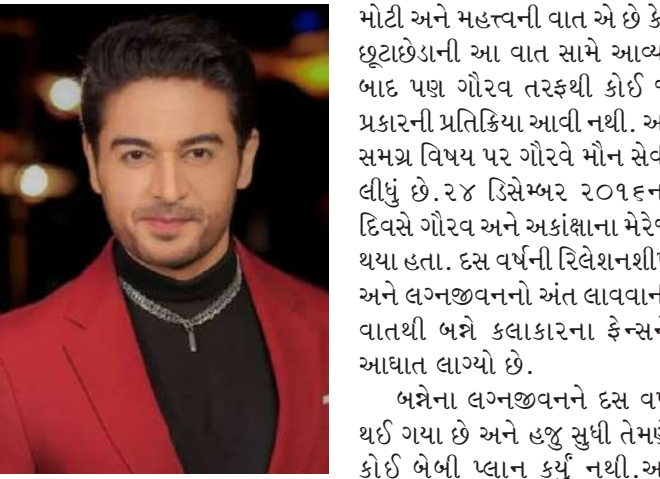 મોટી અને મહત્ત્વની વાત એ છે કે
છૂટાછેડાની આ વાત સામે આવ્યા
બાદ પણ ગૌરવ તરફથી કોઈ
પ્રકારની પ્રતિક્રિયા આવી નથી. આ
સમગ્ર વિષય પર ગૌરવે મૌન સેવી
લીધું છે.૨૪ ડિસેમ્બર ૨૦૧૬ના
દિવસે ગૌરવ અને અકાંક્ષાના મેરેજ
થયા હતા. દસ વર્ષની રિલેશનશીપ
અને લગ્નજીવનનો અંત લાવવાની
વાતથી બન્ને કલાકારના ફેન્સને
આઘાત લાગ્યો છે.
બન્નેના લગ્નજીવનને દસ વર્ષ
થઈ ગયા છે અને હજુ સુધી તેમણે
કોઈ બેબી પ્લાન કર્યું નથી.આ